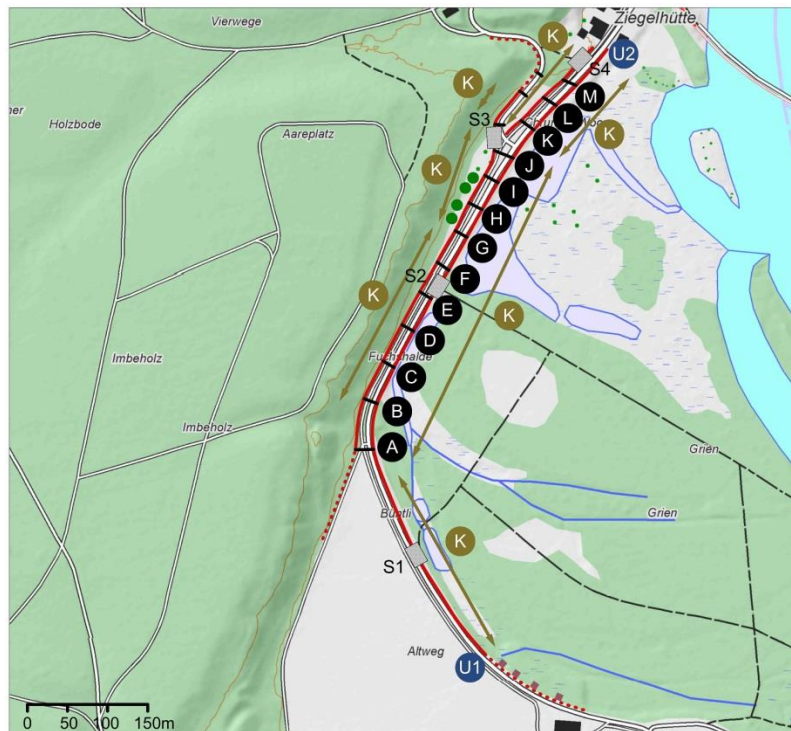 Vierwege
Ziegelhütte
K
U2
S4
K
M
Holzbode
Aareplatz
L
S3
K
K
J
K
I
H
G
S2
F
K
E
K
D
Imbeholz
Fuchshalde
C
B
Imbeholz
A
Grien
Büntli
Grien
K
S1
Altweg
U1
0 50 100 150m